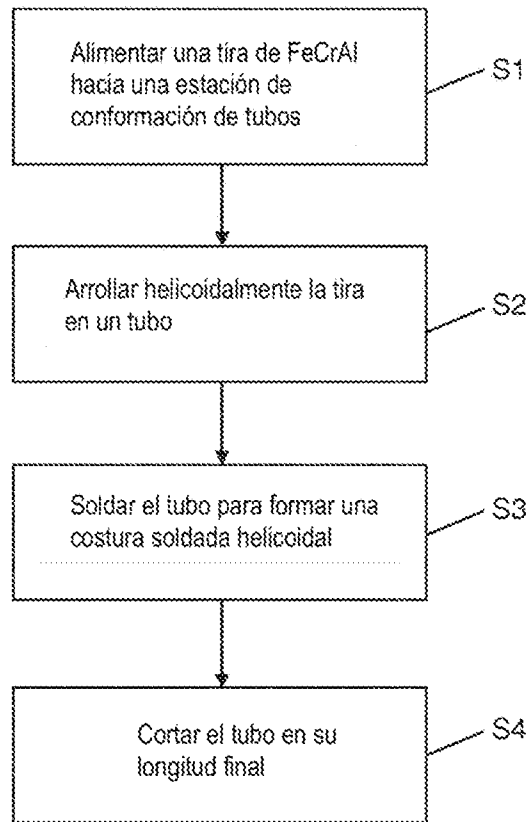 Alimentar una tira de FeCrAl
hacia una estación de
conformación de tubos
S1
Arrollar helicoidalmente la tira
en un tubo
S2
Soldar el tubo para formar una
costura soldada helicoidal
S3
Cortar el tubo en su
longitud final
S4